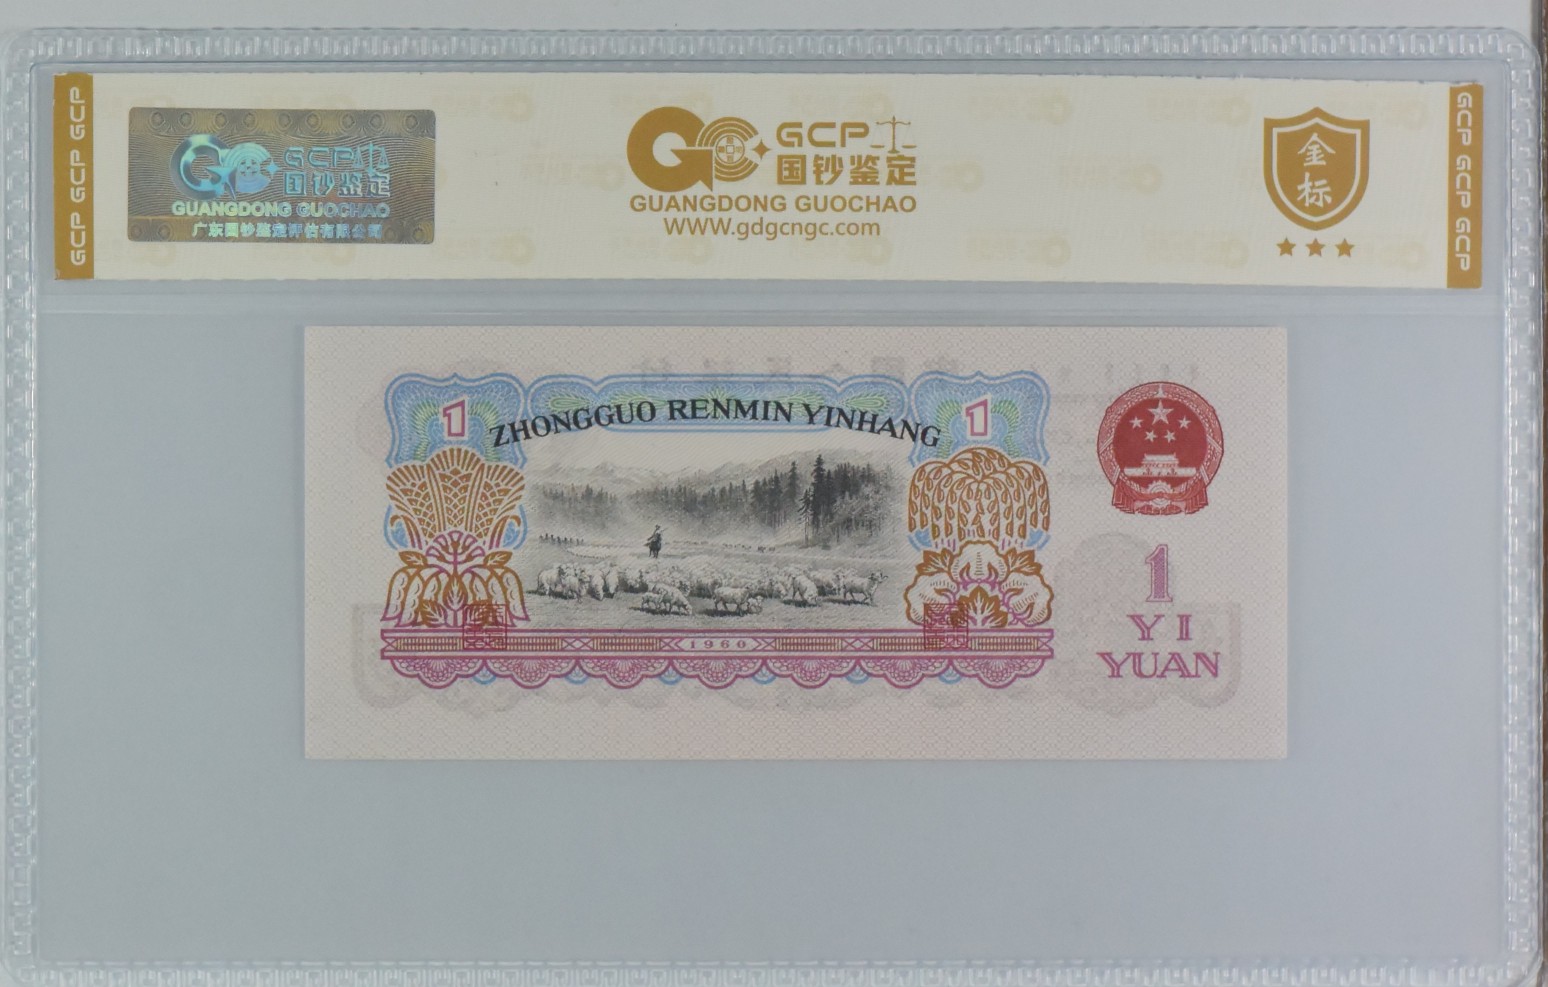 GCP GCP GCP
GCP
国钞鉴定
GUANGDONG GUOCHAO
广东国钞鉴定评估有限公司
GCP
国钞鉴定
GUANGDONG GUOCHAO
WWW.gdgcngc.com
金
标
GCP GCP GCP
1
ZHONGGUO RENMIN YINHANG
1
1
YI
YUAN
1960